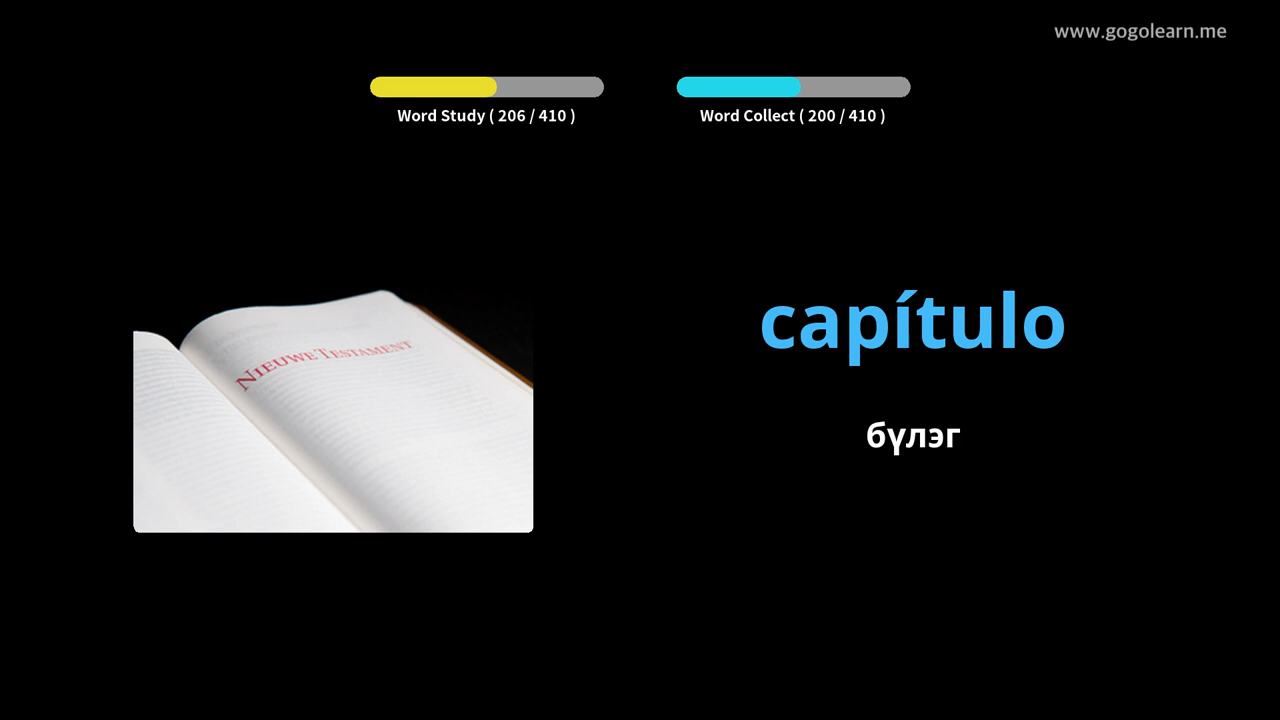 www.gogolearn.me
Word Study ( 206 / 410 )
Word Collect ( 200 / 410 )
NIEUWE TESTAMENT
capítulo
бүлэг